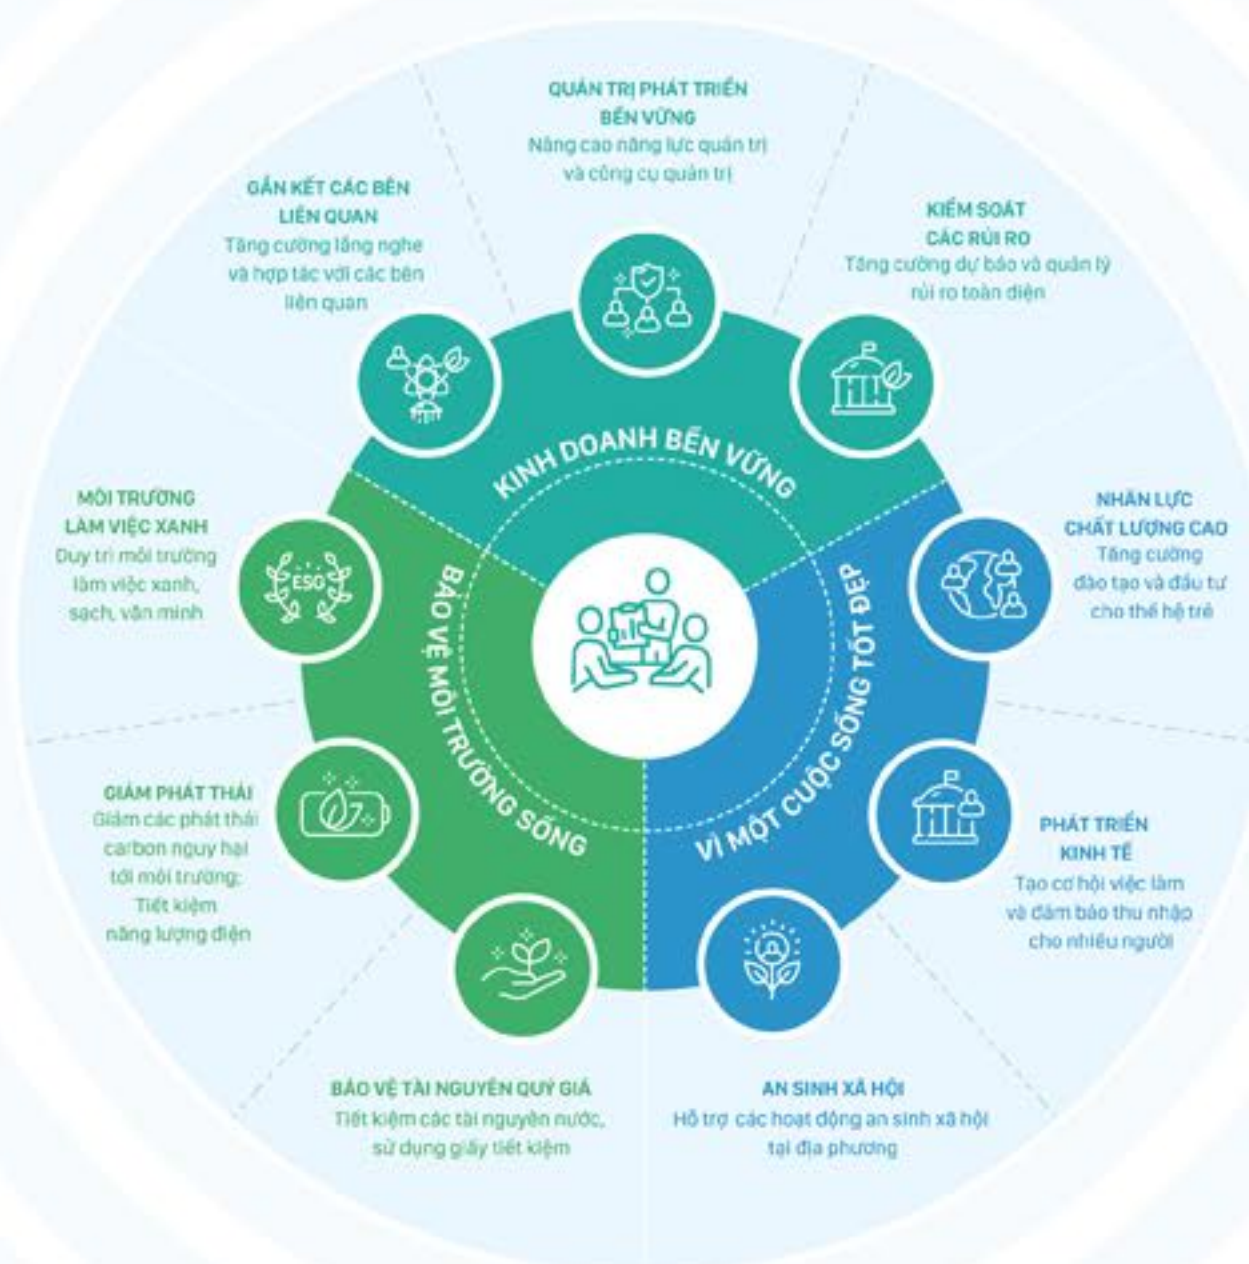 QUẢN TRỊ PHÁT TRIỂN
BỀN VỮNG
Nâng cao năng lực quản trị
và công cụ quản trị
GẮN KẾT CÁC BÊN
LIÊN QUAN
Tăng cường lắng nghe
và hợp tác với các bên
liên quan
KIỂM SOÁT
CÁC RỦI RO
Tăng cường dự báo và quản lý
rủi ro toàn diện
KINH DOANH BỀN VỮNG
MÔI TRƯỜNG
LÀM VIỆC XANH
Duy trì môi trường
làm việc xanh,
sạch, văn minh
ESG
NHÂN LỰC
CHẤT LƯỢNG CAO
Tăng cường
đào tạo và đầu tư
cho thế hệ trẻ
BẢO VỆ MÔI TRƯỜNG SỐNG
VÌ MỘT CUỘC SỐNG TỐT ĐẸP
GIẢM PHÁT THẢI
Giảm các phát thải
carbon nguy hại
tới môi trường;
Tiết kiệm
năng lượng điện
PHÁT TRIỂN
KINH TẾ
Tạo cơ hội việc làm
và đảm bảo thu nhập
cho nhiều người
BẢO VỆ TÀI NGUYÊN QUÝ GIÁ
Tiết kiệm các tài nguyên nước,
sử dụng giấy tiết kiệm
AN SINH XÃ HỘI
Hỗ trợ các hoạt động an sinh xã hội
tại địa phương